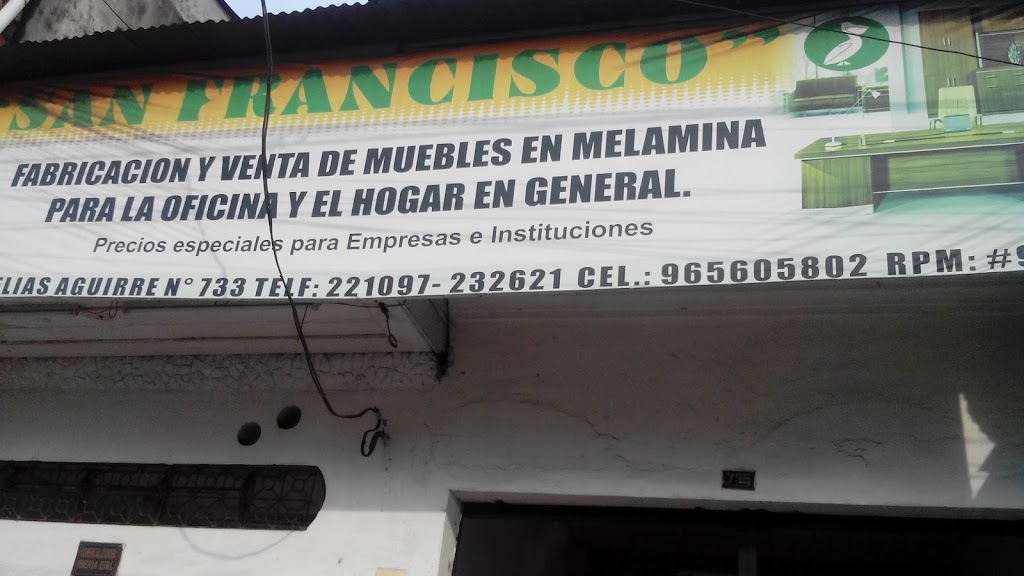 "SAN FRANCISCO"
FABRICACION Y VENTA DE MUEBLES EN MELAMINA
PARA LA OFICINA Y EL HOGAR EN GENERAL.
Precios especiales para Empresas e Instituciones
ELIAS AGUIRRE N° 733 TELF: 221097- 232621 CEL.: 965605802 RPM: #9